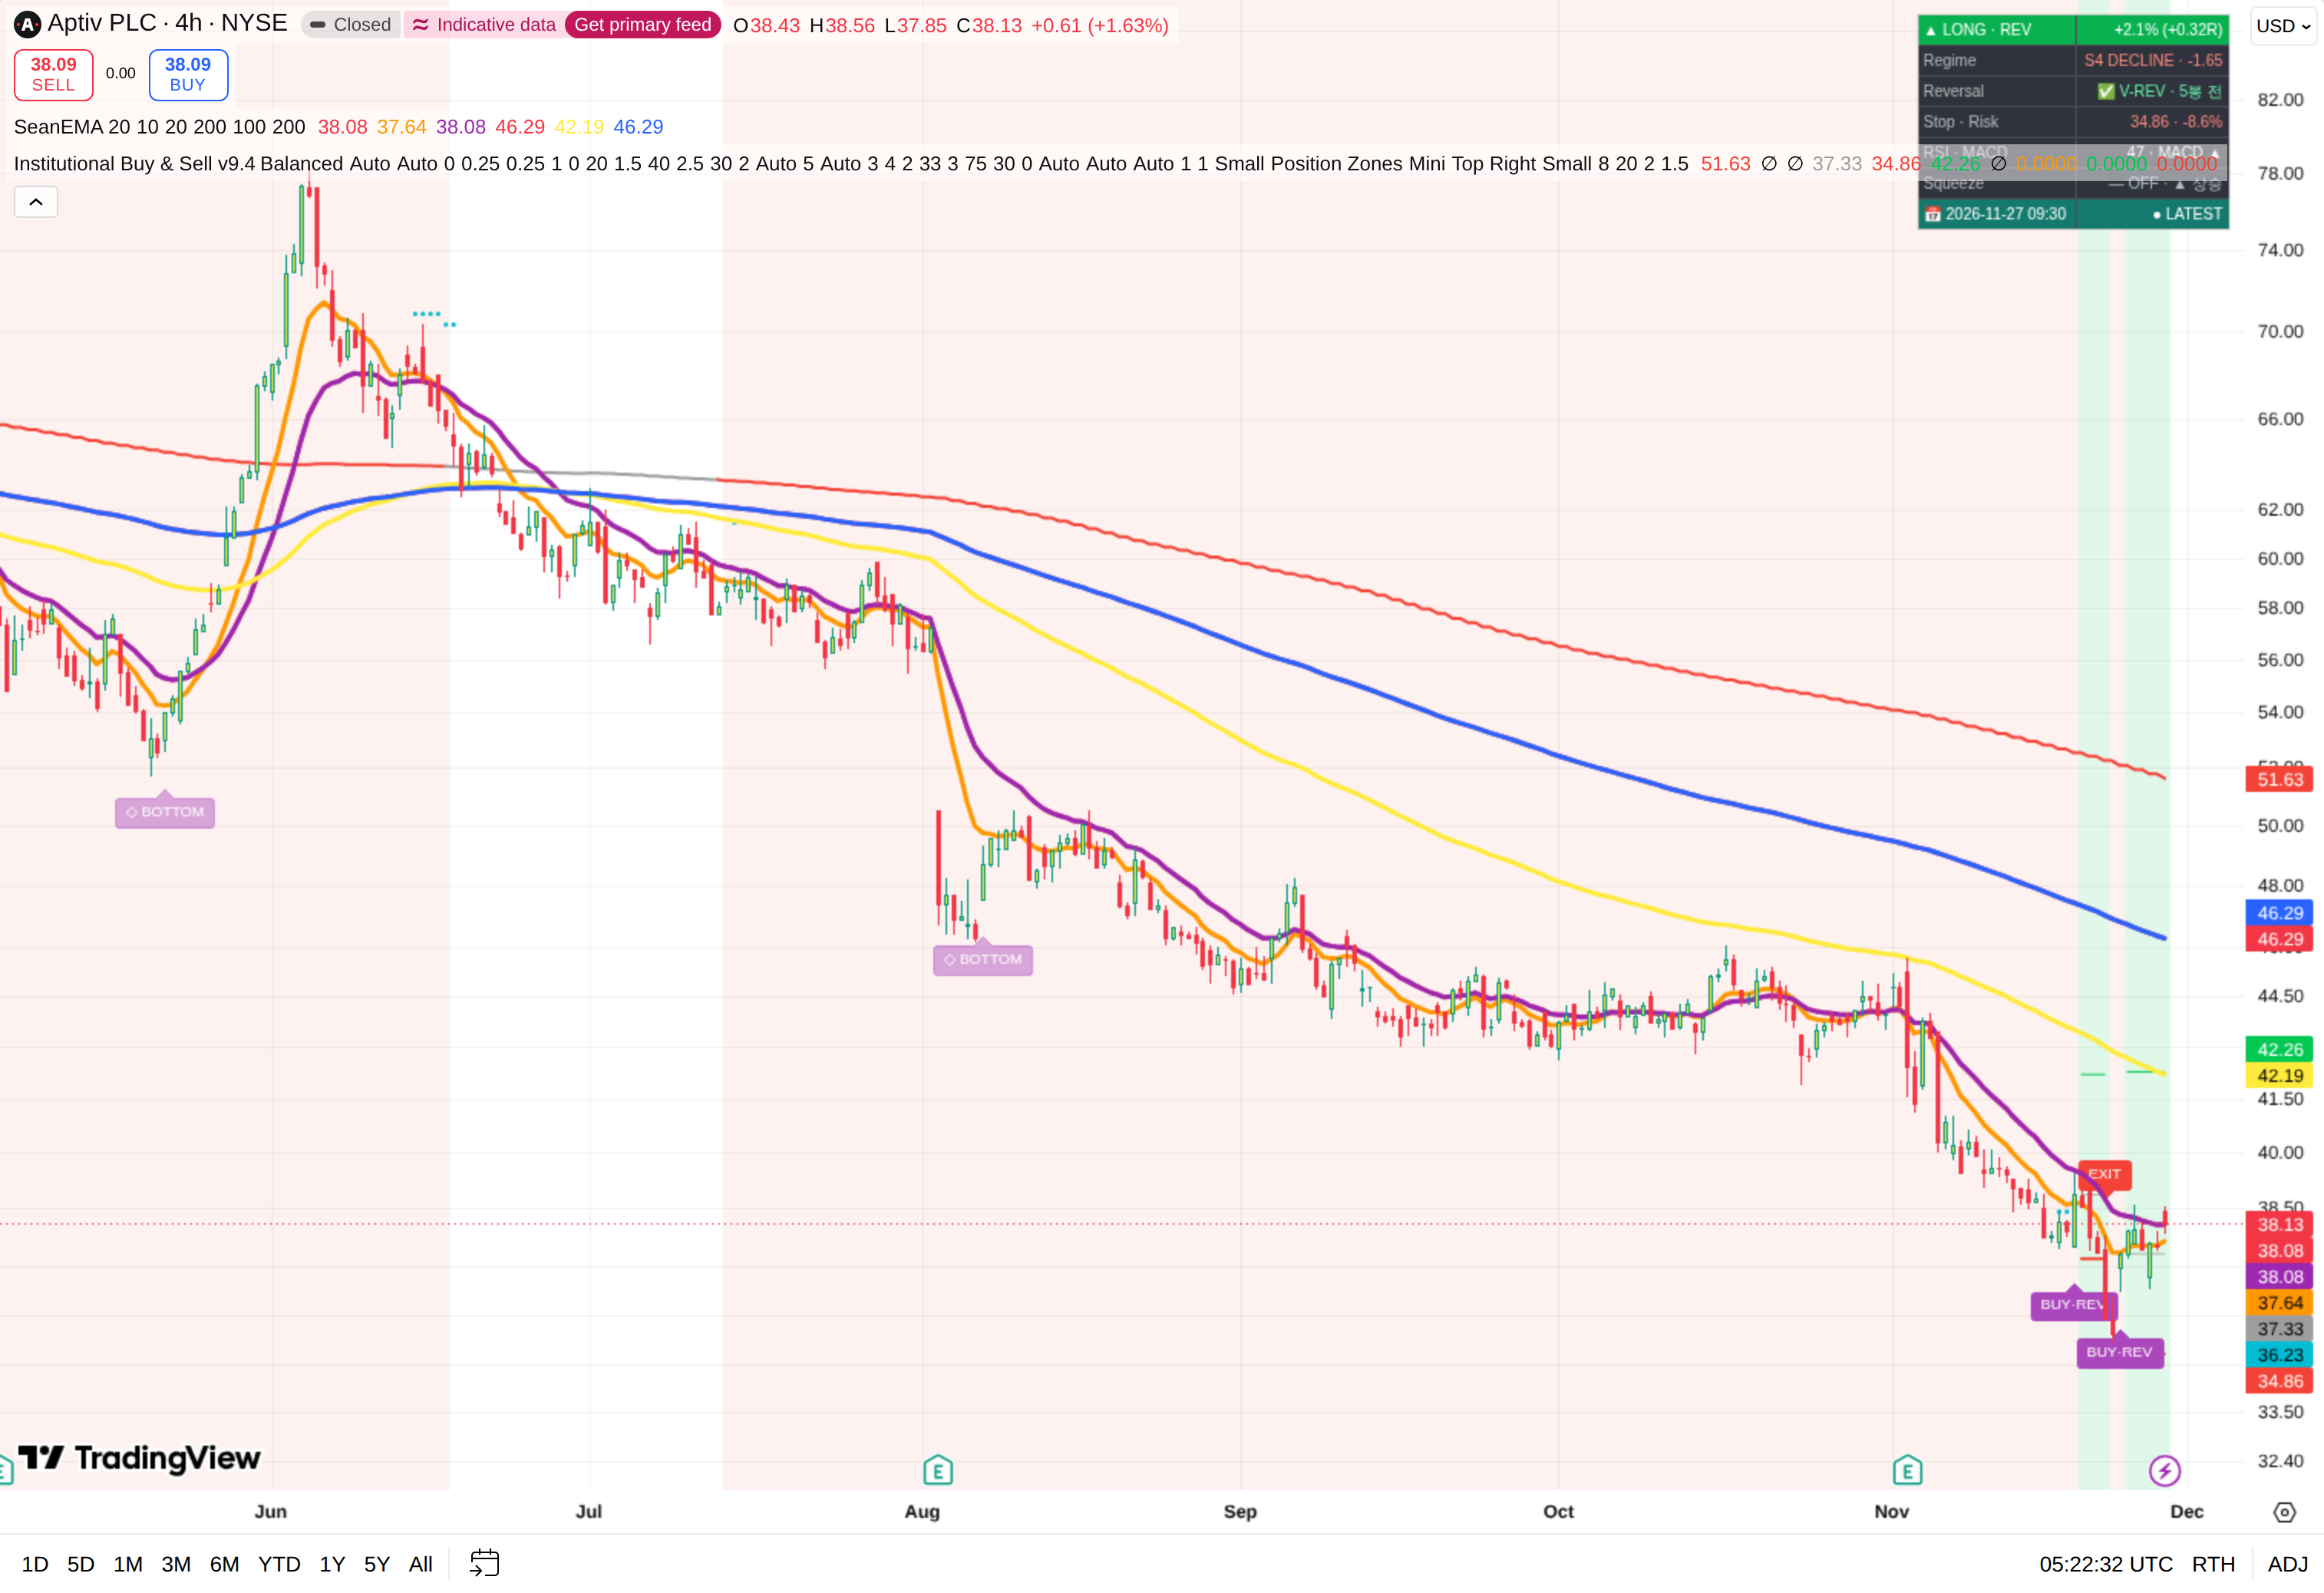 Aptiv PLC · 4h · NYSE Closed ≈ Indicative data Get primary feed O38.43 H38.56 L37.85 C38.13 +0.61 (+1.63%)
38.09 SELL 0.00 38.09 BUY
SeanEMA 20 10 20 200 100 200 38.08 37.64 38.08 46.29 42.19 46.29
Institutional Buy & Sell v9.4 Balanced Auto Auto 0 0.25 0.25 1 0 20 1.5 40 2.5 30 2 Auto 5 Auto 3 4 2 33 3 75 30 0 Auto Auto Auto 1 1 Small Position Zones Mini Top Right Small 8 20 2 1.5 51.63 ∅ ∅ 37.33 34.86 42.26 ∅ 0.0000 0.0000 0.0000
▲ LONG · REV +2.1% (+0.32R)
Regime S4 DECLINE · -1.65
Reversal ✅ V-REV · 5봉 전
Stop · Risk 34.86 · -8.6%
RSI · MACD 47 · MACD ▲
Squeeze — OFF · ▲ 상승
📅 2026-11-27 09:30 ● LATEST
USD
82.00
78.00
74.00
70.00
66.00
62.00
60.00
58.00
56.00
54.00
51.63
50.00
48.00
46.29
46.29
44.50
42.26
42.19
41.50
40.00
38.50
38.13
38.08
38.08
37.64
37.33
36.23
34.86
33.50
32.40
◇ BOTTOM
◇ BOTTOM
EXIT
BUY·REV
BUY·REV
TradingView
E
E
E
Jun Jul Aug Sep Oct Nov Dec
1D 5D 1M 3M 6M YTD 1Y 5Y All 05:22:32 UTC RTH ADJ